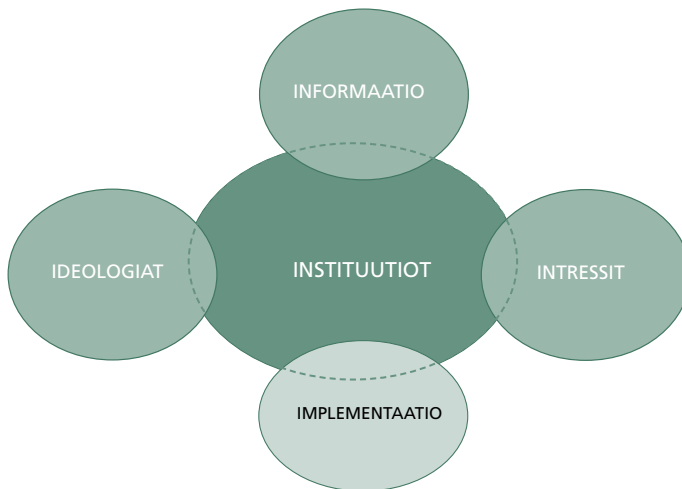 INFORMAATIO
IDEOLOGIAT
INSTITUUTIOT
INTRESSIT
IMPLEMENTAATIO